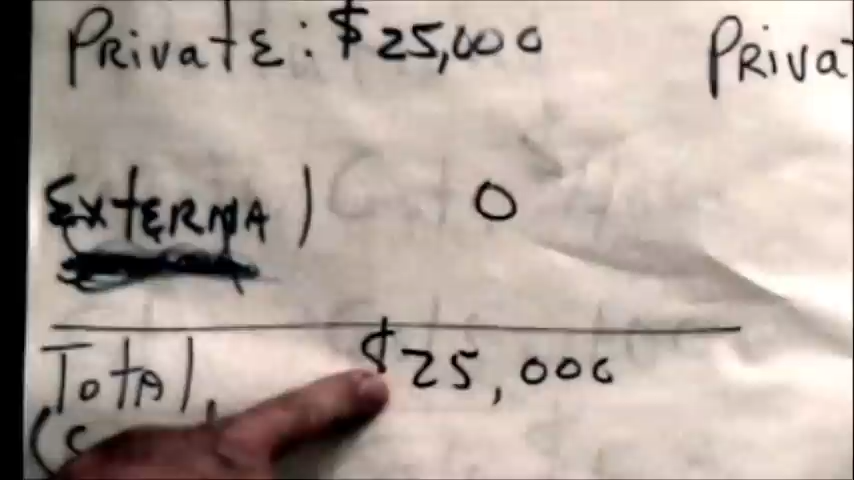 Private: $25,000 Priva
External 0
Total $25,000
(S